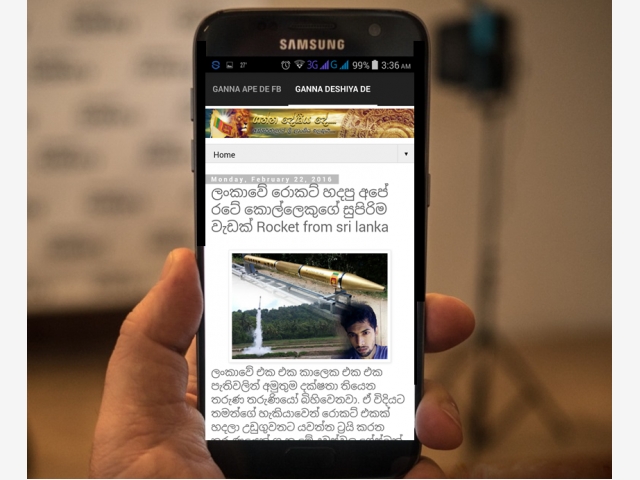 SAMSUNG
27° 3G G 99% 3:36 AM
GANNA APE DE FB GANNA DESHIYA DE
Home
Monday, February 22, 2016
ලංකාවේ රොකට් හදපු අපේ
රටේ කොල්ලෙකුගේ සුපිරිම
වැඩක් Rocket from sri lanka
ලංකාවේ එක එක කාලෙක එක එක
පැතිවලින් අමුතුම දක්ෂතා තියෙන
තරුණ තරුණියෝ බිහිවෙනවා. ඒ විදියට
තමන්ගේ හැකියාවෙන් රොකට් එකක්
හදලා උඩුගුවනට යවන්න ට්‍රයි කරත